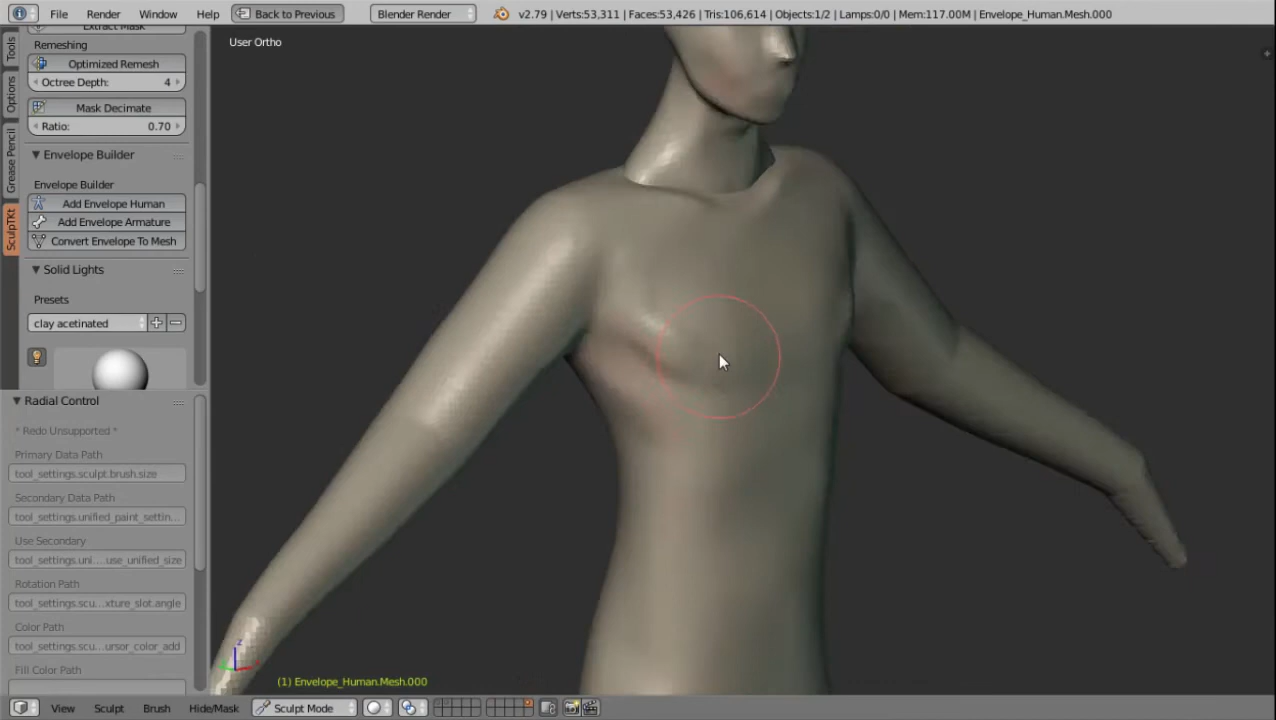 File Render Window Help Back to Previous Blender Render v2.79 | Verts:53,311 | Faces:53,426 | Tris:106,614 | Objects:1/2 | Lamps:0/0 | Mem:117.00M | Envelope_Human.Mesh.000
Extract Mask
User Ortho
Remeshing
Optimized Remesh
Octree Depth: 4
Mask Decimate
Ratio: 0.70
Envelope Builder
Envelope Builder
Add Envelope Human
Add Envelope Armature
Convert Envelope To Mesh
Solid Lights
Presets
clay acetinated
Tools
Options
Grease Pencil
SculpTKt
Radial Control
* Redo Unsupported *
Primary Data Path
tool_settings.sculpt.brush.size
Secondary Data Path
tool_settings.unified_paint_settin...
Use Secondary
tool_settings.uni....use_unified_size
Rotation Path
tool_settings.scu...xture_slot.angle
Color Path
tool_settings.scu...ursor_color_add
Fill Color Path
z
(1) Envelope_Human.Mesh.000
View Sculpt Brush Hide/Mask Sculpt Mode